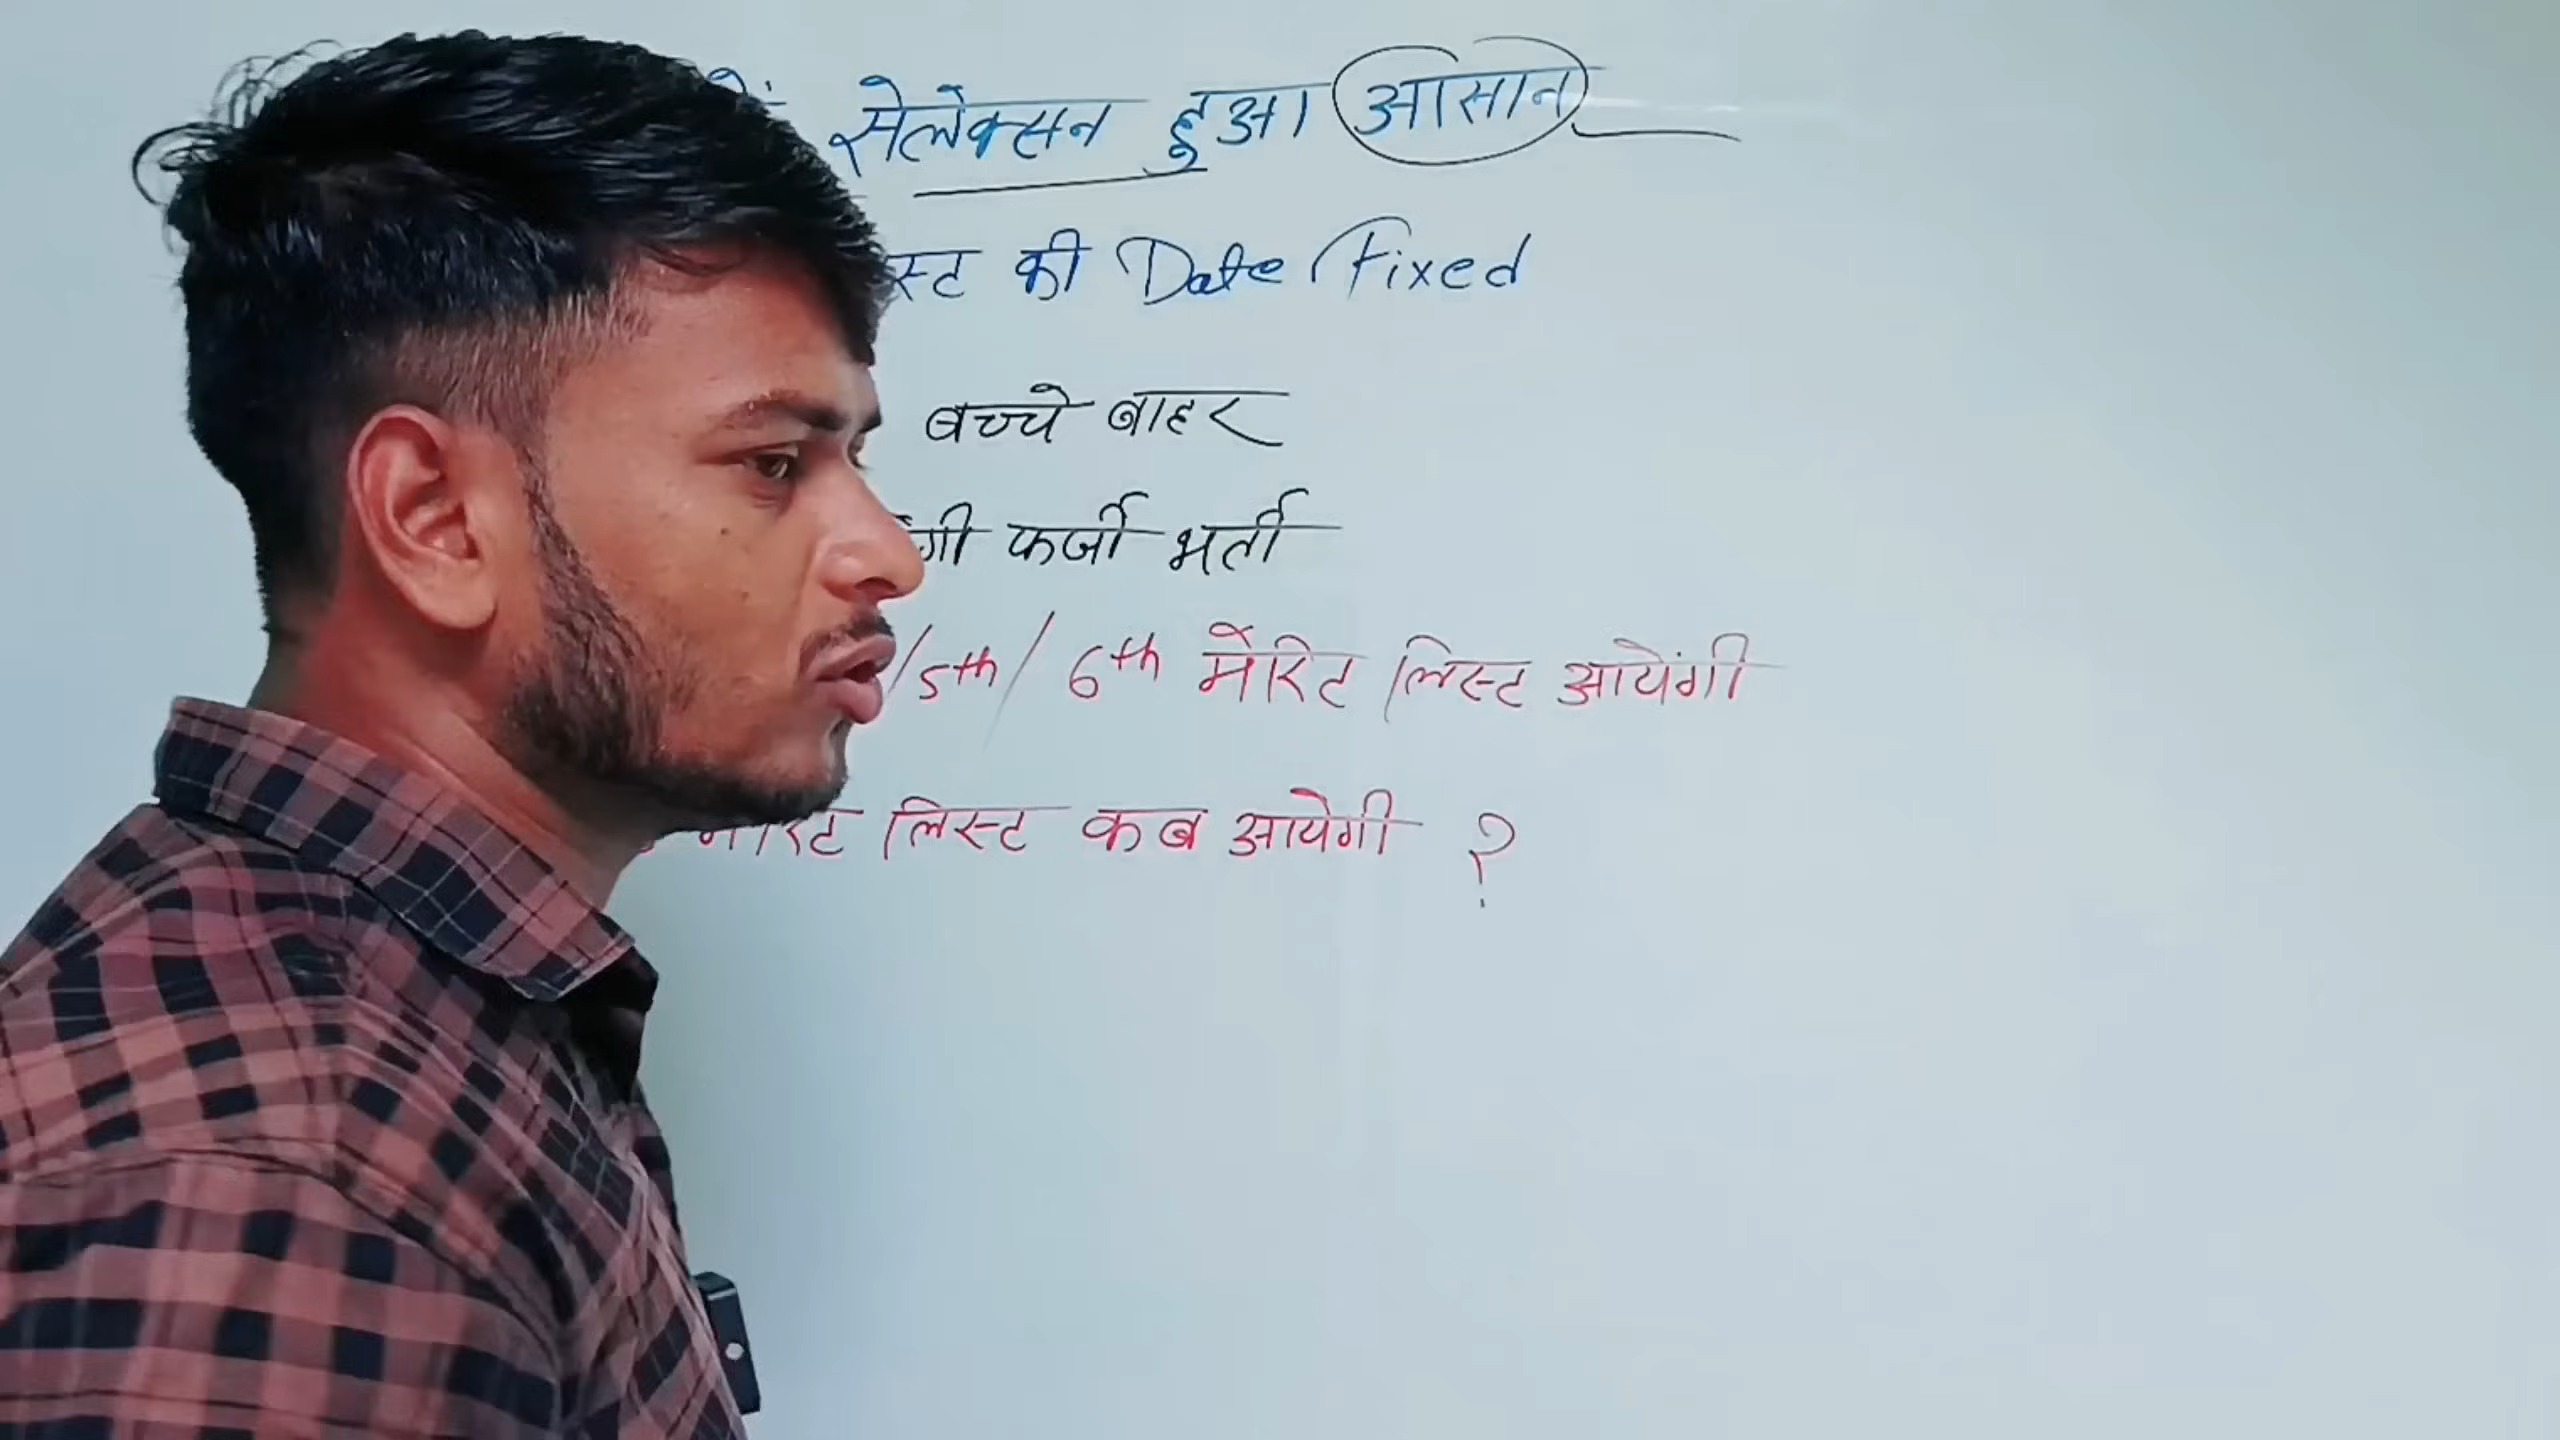 सेलेक्सन हुआ आसान
की Date Fixed
बच्चे बाहर
फर्जी भर्ती
/5th/ 6th मेरिट लिस्ट आयेंगी
लिस्ट कब आयेगी ?